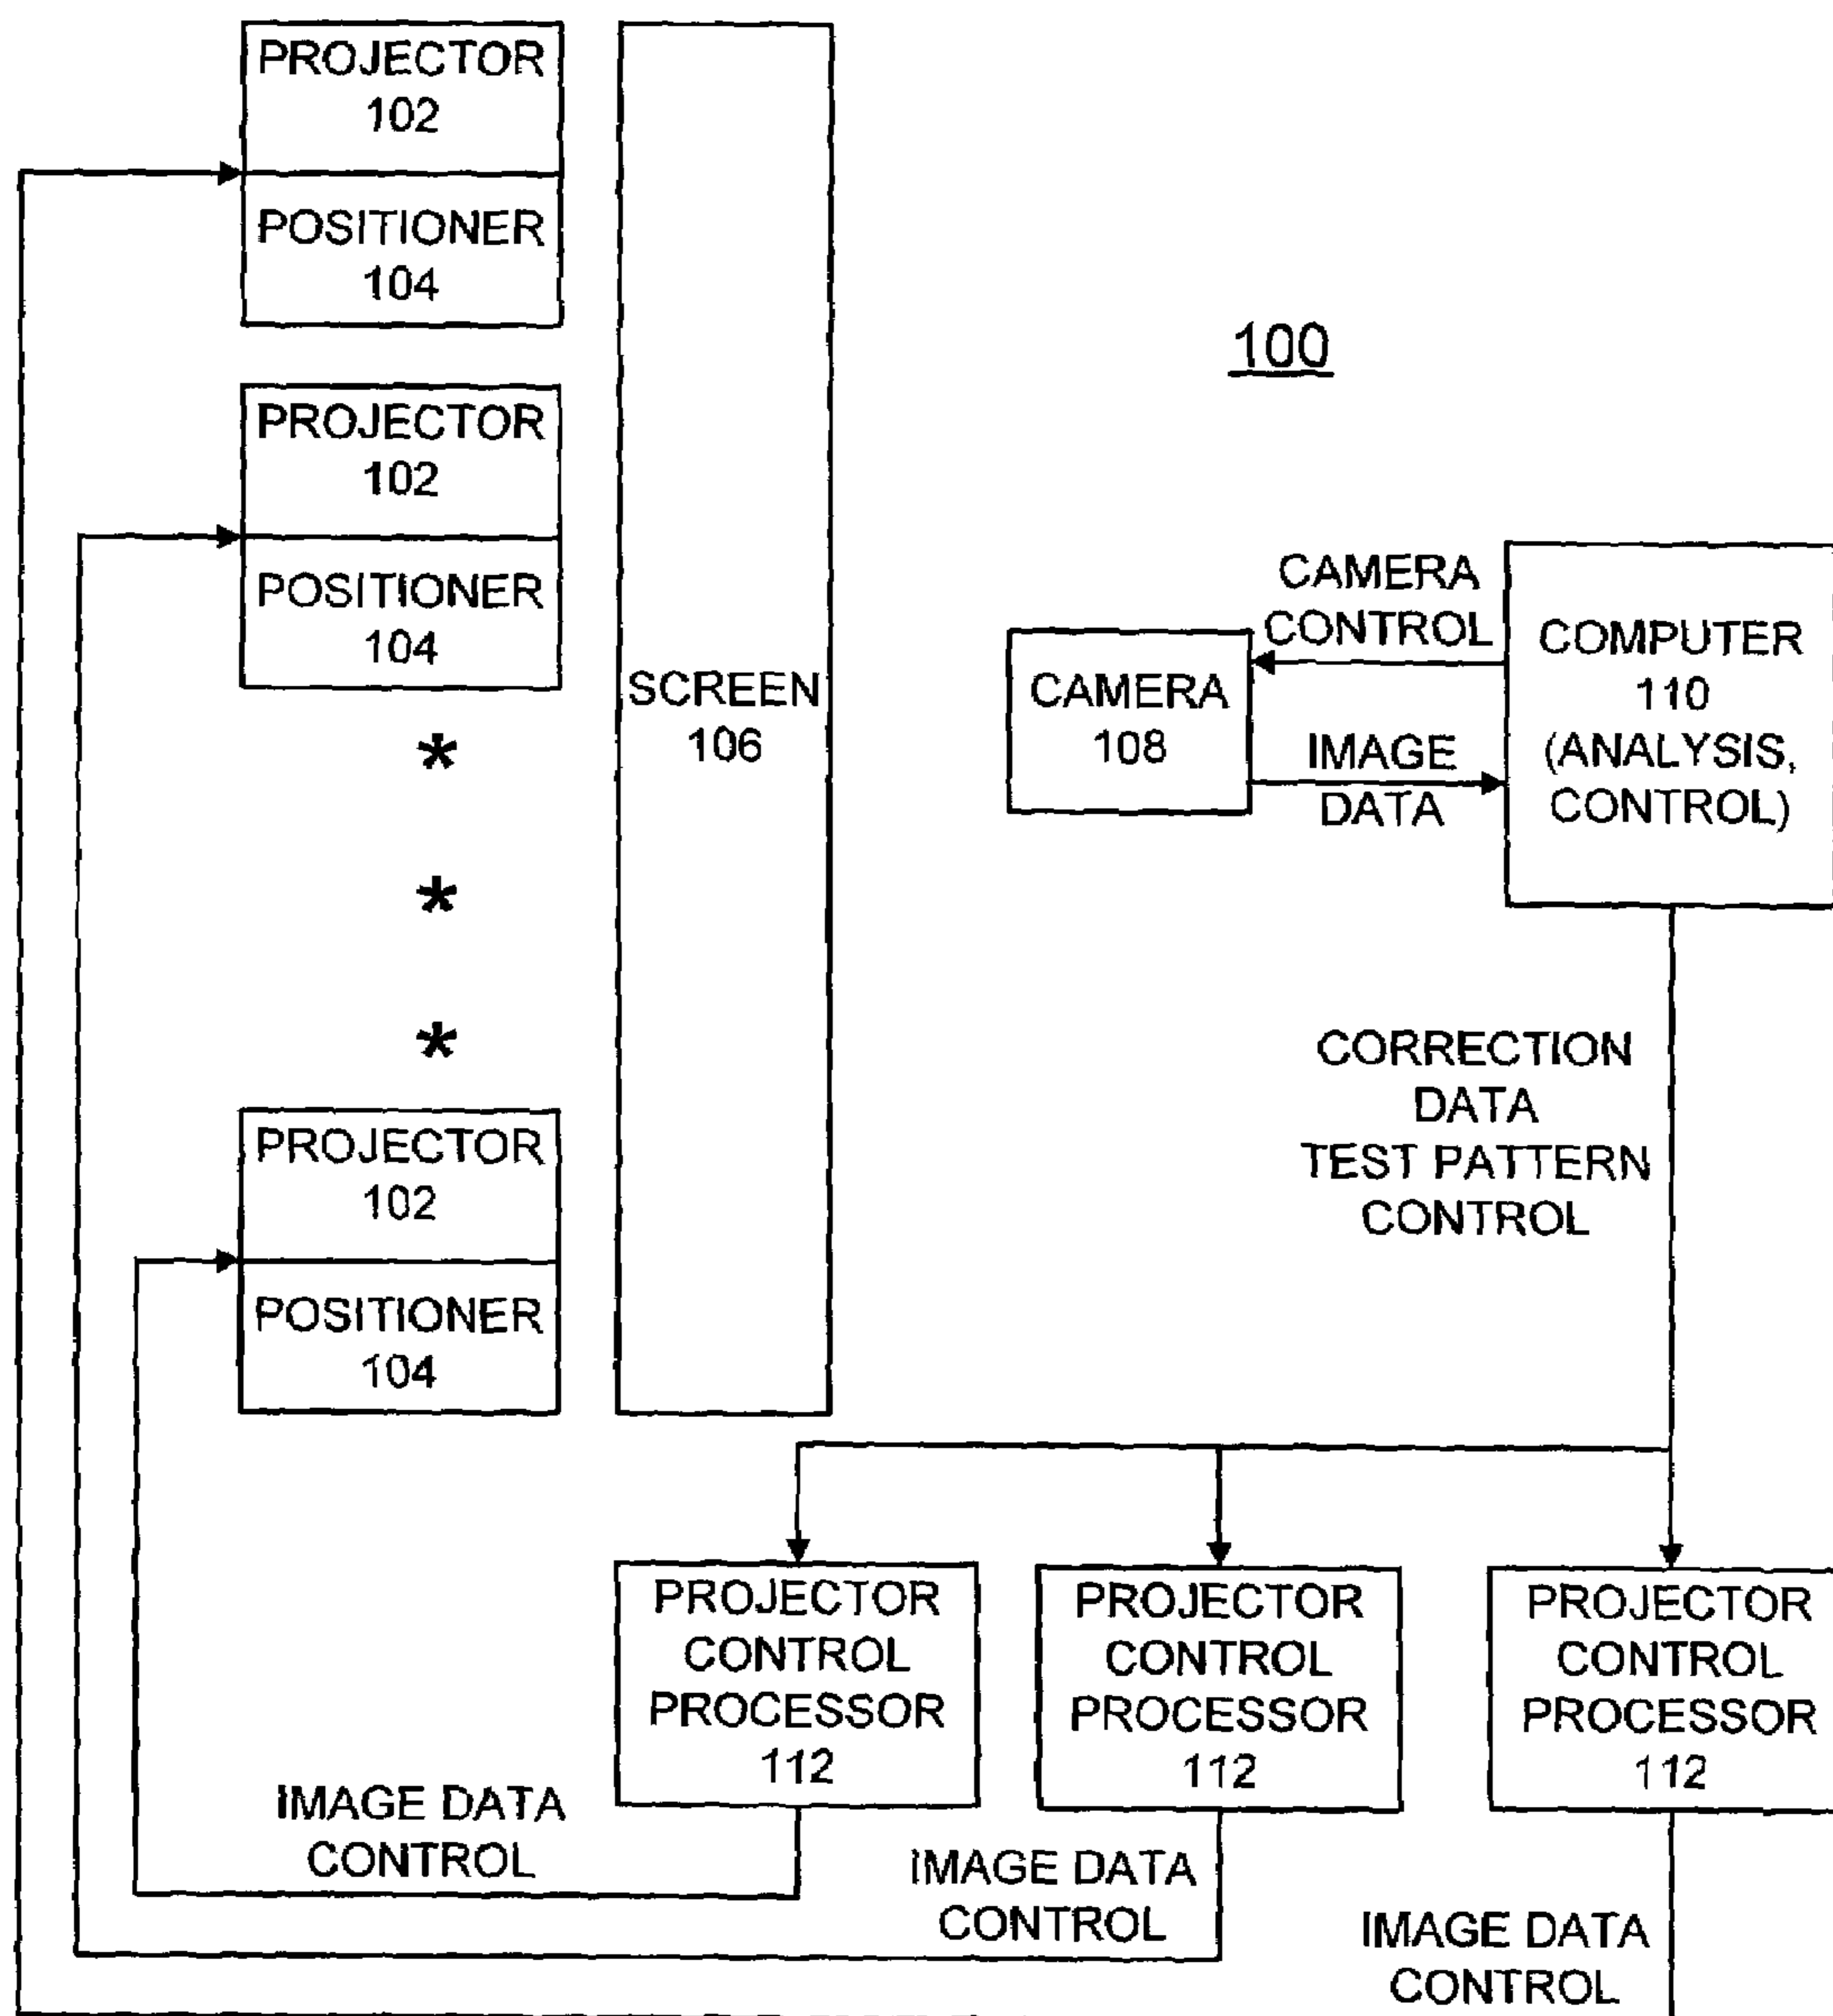 PROJECTOR
102
POSITIONER
104
PROJECTOR
102
POSITIONER
104
*
*
*
PROJECTOR
102
POSITIONER
104
SCREEN
106
100
CAMERA
CONTROL
CAMERA
108
IMAGE
DATA
COMPUTER
110
(ANALYSIS,
CONTROL)
CORRECTION
DATA
TEST PATTERN
CONTROL
PROJECTOR
CONTROL
PROCESSOR
112
PROJECTOR
CONTROL
PROCESSOR
112
PROJECTOR
CONTROL
PROCESSOR
112
IMAGE DATA
CONTROL
IMAGE DATA
CONTROL
IMAGE DATA
CONTROL